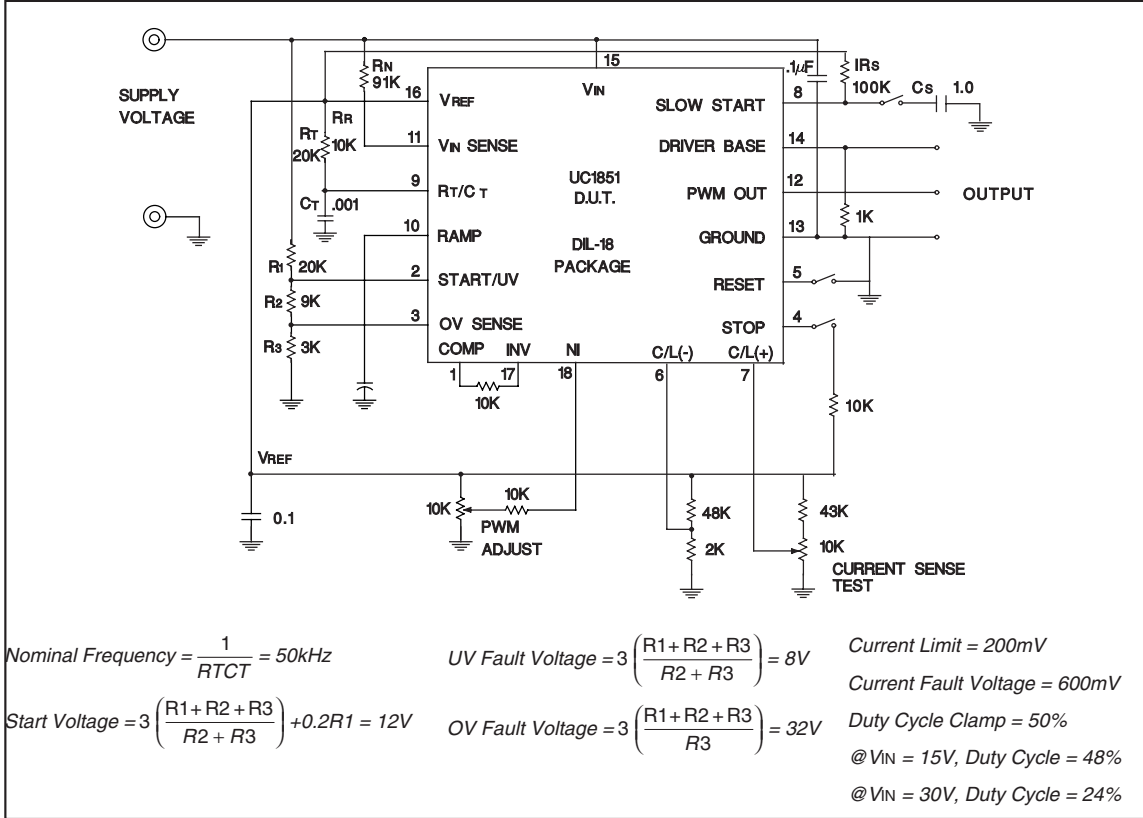 SUPPLY
VOLTAGE
RN
91K
16
VREF
RR
10K
RT
20K
11
VIN SENSE
9
RT/C T
CT .001
10
RAMP
R1 20K
2
START/UV
R2 9K
3
OV SENSE
R3 3K
COMP INV NI
1 17 18
10K
15
VIN
UC1851
D.U.T.
DIL-18
PACKAGE
.1µF
IRs
100K
8
SLOW START
Cs 1.0
14
DRIVER BASE
12
PWM OUT
OUTPUT
1K
13
GROUND
5
RESET
4
STOP
C/L(-) C/L(+)
6 7
10K
VREF
0.1
10K
10K
PWM
ADJUST
48K
2K
43K
10K
CURRENT SENSE
TEST
Nominal Frequency = 1 / RTCT = 50kHz
Start Voltage = 3 ( R1+ R2 + R3 / R2 + R3 ) +0.2R1 = 12V
UV Fault Voltage = 3 ( R1+ R2 + R3 / R2 + R3 ) = 8V
OV Fault Voltage = 3 ( R1+ R2 + R3 / R3 ) = 32V
Current Limit = 200mV
Current Fault Voltage = 600mV
Duty Cycle Clamp = 50%
@VIN = 15V, Duty Cycle = 48%
@VIN = 30V, Duty Cycle = 24%